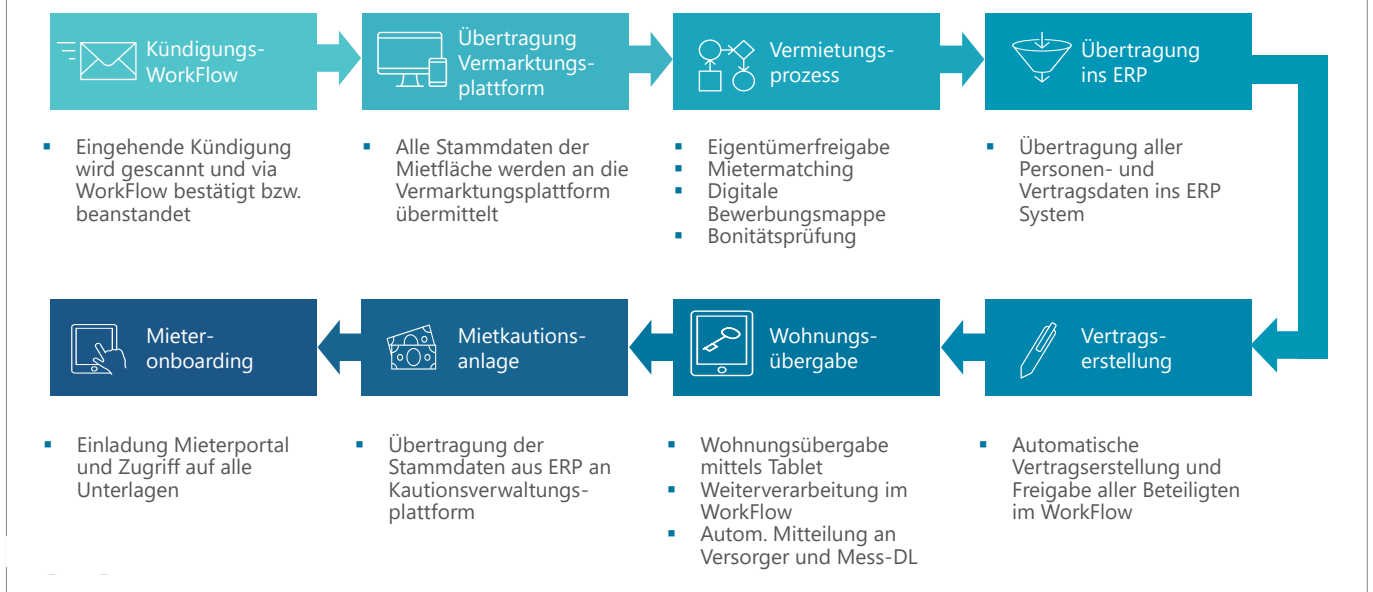 Kündigungs-
WorkFlow
Übertragung
Vermarktungs-
plattform
Vermietungs-
prozess
Übertragung
ins ERP
▪ Eingehende Kündigung
wird gescannt und via
WorkFlow bestätigt bzw.
beanstandet
▪ Alle Stammdaten der
Mietfläche werden an die
Vermarktungsplattform
übermittelt
▪ Eigentümerfreigabe
▪ Mietermatching
▪ Digitale
Bewerbungsmappe
▪ Bonitätsprüfung
▪ Übertragung aller
Personen- und
Vertragsdaten ins ERP
System
Mieter-
onboarding
Mietkautions-
anlage
Wohnungs-
übergabe
Vertrags-
erstellung
▪ Einladung Mieterportal
und Zugriff auf alle
Unterlagen
▪ Übertragung der
Stammdaten aus ERP an
Kautionsverwaltungs-
plattform
▪ Wohnungsübergabe
mittels Tablet
▪ Weiterverarbeitung im
WorkFlow
▪ Autom. Mitteilung an
Versorger und Mess-DL
▪ Automatische
Vertragserstellung und
Freigabe aller Beteiligten
im WorkFlow